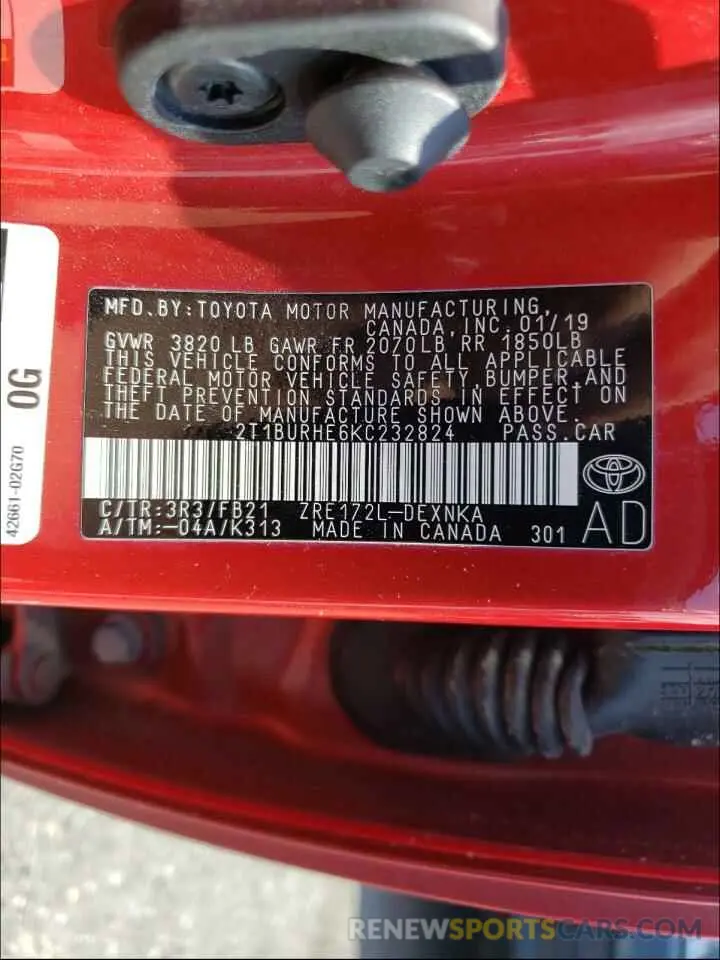 MFD.BY:TOYOTA MOTOR MANUFACTURING,
CANADA, INC. 01/19
GVWR 3820 LB GAWR FR 2070LB, RR 1850LB
THIS VEHICLE CONFORMS TO ALL APPLICABLE
FEDERAL MOTOR VEHICLE SAFETY, BUMPER, AND
THEFT PREVENTION STANDARDS IN EFFECT ON
THE DATE OF MANUFACTURE SHOWN ABOVE.
2T1BURHE6KC232824 PASS.CAR
C/TR:3R3/FB21 ZRE172L-DEXNKA
A/TM:-04A/K313 MADE IN CANADA 301
AD
42661-02G70
0G
RENEWSPORTSCARS.COM